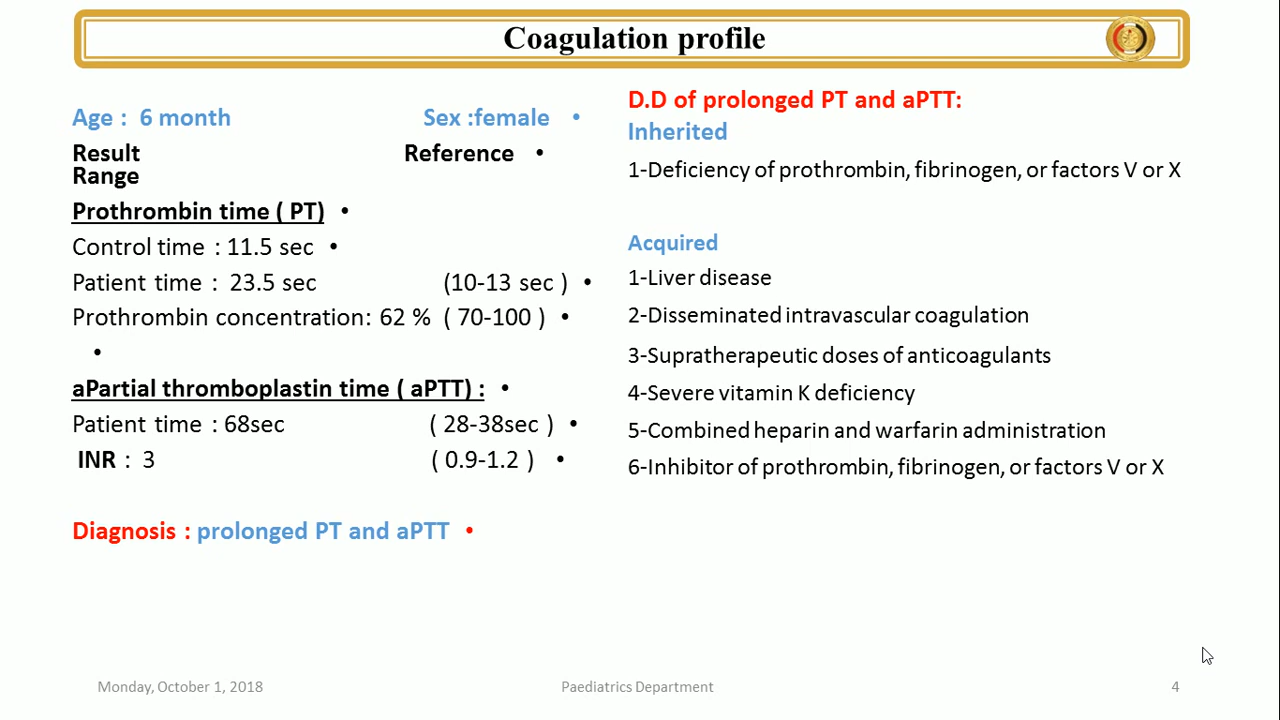 Coagulation profile
Age : 6 month Sex :female •
Result Reference •
Range
Prothrombin time ( PT) •
Control time : 11.5 sec •
Patient time : 23.5 sec (10-13 sec ) •
Prothrombin concentration: 62 % ( 70-100 ) •
•
aPartial thromboplastin time ( aPTT) : •
Patient time : 68sec ( 28-38sec ) •
INR : 3 ( 0.9-1.2 ) •
Diagnosis : prolonged PT and aPTT •
D.D of prolonged PT and aPTT:
Inherited
1-Deficiency of prothrombin, fibrinogen, or factors V or X
Acquired
1-Liver disease
2-Disseminated intravascular coagulation
3-Supratherapeutic doses of anticoagulants
4-Severe vitamin K deficiency
5-Combined heparin and warfarin administration
6-Inhibitor of prothrombin, fibrinogen, or factors V or X
Monday, October 1, 2018 Paediatrics Department 4